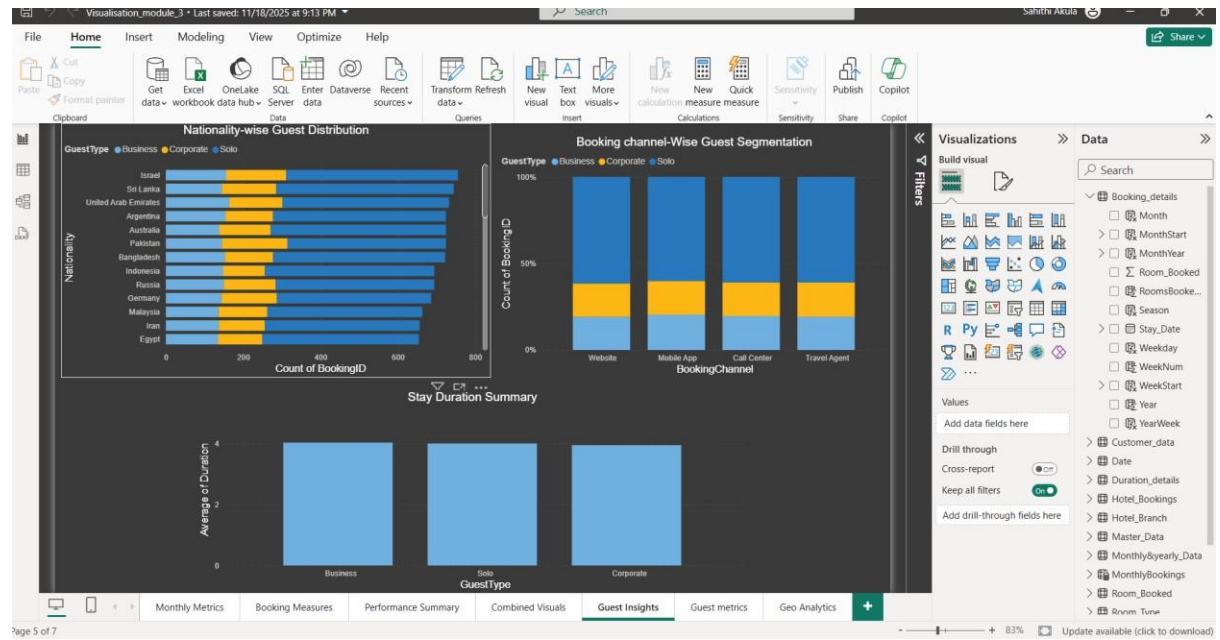 Visualisation_module_3 • Last saved: 11/18/2025 at 9:13 PM
Search
Sahithi Akula
File Home Insert Modeling View Optimize Help
Share
Paste
Cut
Copy
Format painter
Clipboard
Get data
Excel workbook
OneLake data hub
SQL Server
Enter data
Dataverse
Recent sources
Data
Transform data
Refresh
Queries
New visual
Text box
More visuals
Insert
New calculation
New measure
Quick measure
Calculations
Sensitivity
Sensitivity
Publish
Share
Copilot
Copilot
Nationality-wise Guest Distribution
GuestType Business Corporate Solo
Nationality
Israel
Sri Lanka
United Arab Emirates
Argentina
Australia
Pakistan
Bangladesh
Indonesia
Russia
Germany
Malaysia
Iran
Egypt
0 200 400 600 800
Count of BookingID
Booking channel-Wise Guest Segmentation
GuestType Business Corporate Solo
Count of BookingID
100%
50%
0%
Website Mobile App Call Center Travel Agent
BookingChannel
Stay Duration Summary
Average of Duration
4
2
0
Business Solo Corporate
GuestType
Filters
Visualizations
Build visual
R Py
Values
Add data fields here
Drill through
Cross-report Off
Keep all filters On
Add drill-through fields here
Data
Search
Booking_details
Month
MonthStart
MonthYear
Room_Booked
RoomsBooke...
Season
Stay_Date
Weekday
WeekNum
WeekStart
Year
YearWeek
Customer_data
Date
Duration_details
Hotel_Bookings
Hotel_Branch
Master_Data
Monthly&yearly_Data
MonthlyBookings
Room_Booked
Room_Type
Monthly Metrics Booking Measures Performance Summary Combined Visuals Guest Insights Guest metrics Geo Analytics
Page 5 of 7
83%
Update available (click to download)